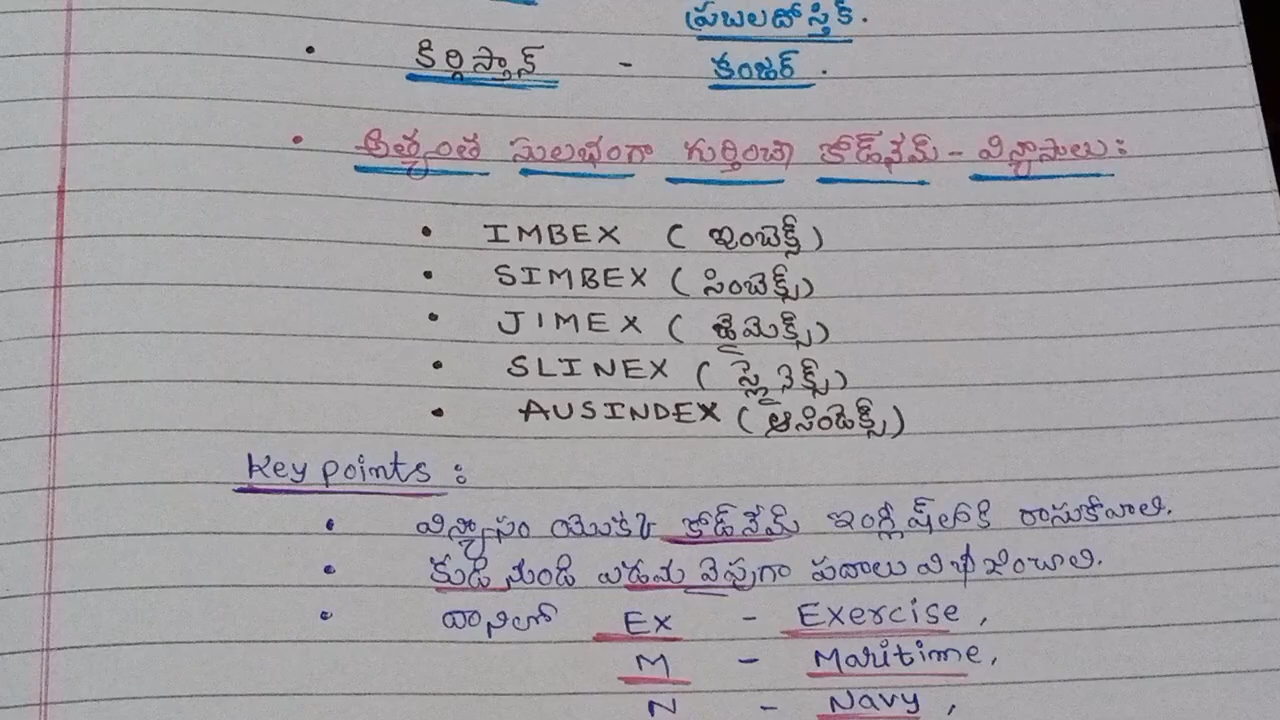 ప్రబలదోస్తిక్.
• కిర్గిస్తాన్ - కంజర్.
• అత్యంత సులభంగా గుర్తించే కోడ్‌నేమ్ - విన్యాసాలు:
• IMBEX (ఇంబెక్స్)
• SIMBEX (సింబెక్స్)
• JIMEX (జైమెక్స్)
• SLINEX (స్లైనెక్స్)
• AUSINDEX (ఆసిండెక్స్)
Key points:
• విన్యాసం యొక్క కోడ్‌నేమ్ ఇంగ్లీష్‌లోకి రాసుకోవాలి.
• కుడి నుండి ఎడమ వైపుగా పదాలు విభజించాలి.
• దానిలో EX - Exercise,
M - Maritime,
N - Navy,